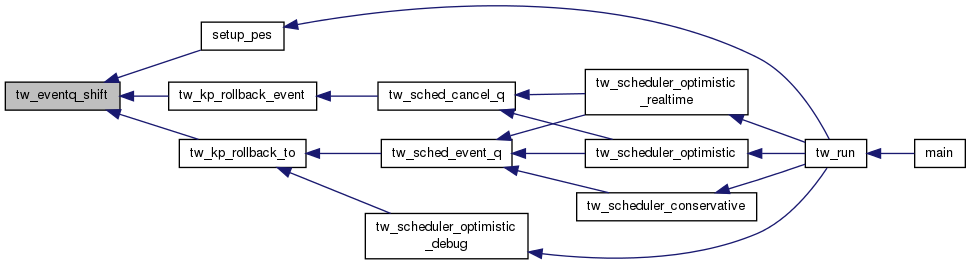 tw_eventq_shift
setup_pes
tw_kp_rollback_event
tw_kp_rollback_to
tw_sched_cancel_q
tw_sched_event_q
tw_scheduler_optimistic
_debug
tw_scheduler_optimistic
_realtime
tw_scheduler_optimistic
tw_scheduler_conservative
tw_run
main